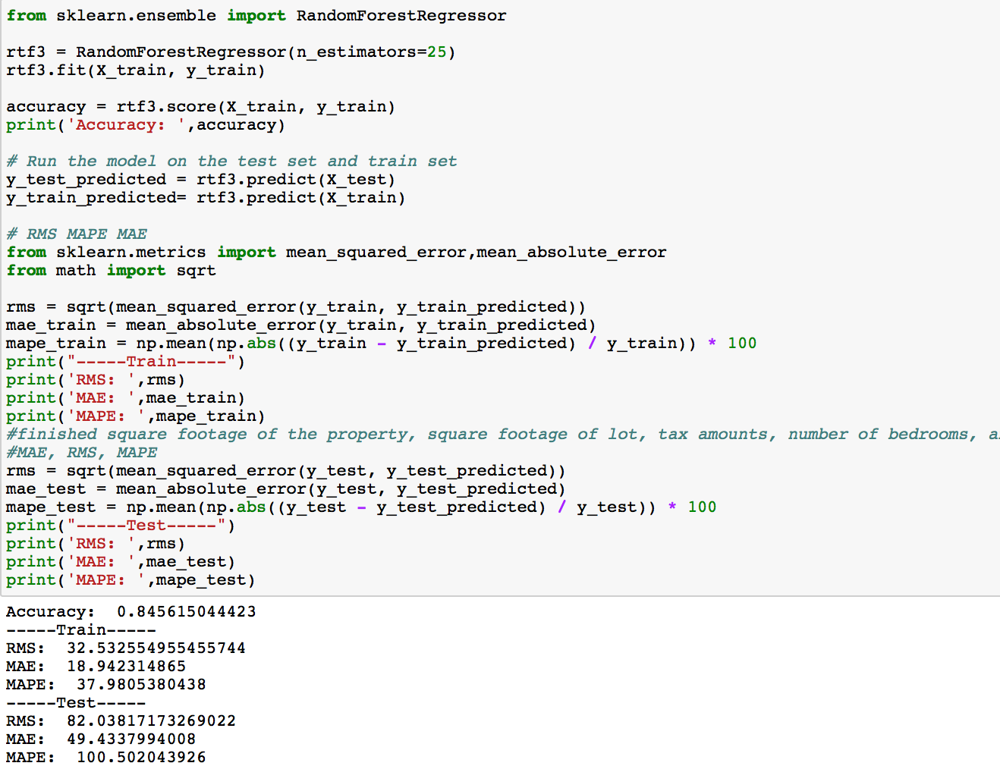 from sklearn.ensemble import RandomForestRegressor
rtf3 = RandomForestRegressor(n_estimators=25)
rtf3.fit(X_train, y_train)
accuracy = rtf3.score(X_train, y_train)
print('Accuracy: ',accuracy)
# Run the model on the test set and train set
y_test_predicted = rtf3.predict(X_test)
y_train_predicted= rtf3.predict(X_train)
# RMS MAPE MAE
from sklearn.metrics import mean_squared_error,mean_absolute_error
from math import sqrt
rms = sqrt(mean_squared_error(y_train, y_train_predicted))
mae_train = mean_absolute_error(y_train, y_train_predicted)
mape_train = np.mean(np.abs((y_train - y_train_predicted) / y_train)) * 100
print("-----Train-----")
print('RMS: ',rms)
print('MAE: ',mae_train)
print('MAPE: ',mape_train)
#finished square footage of the property, square footage of lot, tax amounts, number of bedrooms,
#MAE, RMS, MAPE
rms = sqrt(mean_squared_error(y_test, y_test_predicted))
mae_test = mean_absolute_error(y_test, y_test_predicted)
mape_test = np.mean(np.abs((y_test - y_test_predicted) / y_test)) * 100
print("-----Test-----")
print('RMS: ',rms)
print('MAE: ',mae_test)
print('MAPE: ',mape_test)
Accuracy:  0.845615044423
-----Train-----
RMS:  32.532554955455744
MAE:  18.942314865
MAPE:  37.9805380438
-----Test-----
RMS:  82.03817173269022
MAE:  49.4337994008
MAPE:  100.502043926